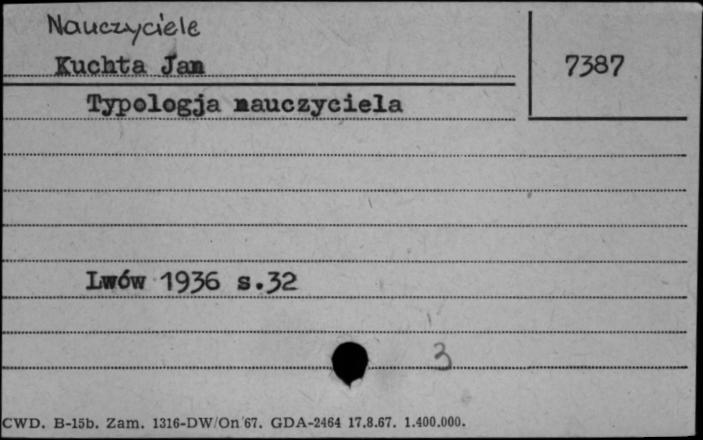 Nauczyciele
Kuchta Jan
7387
Typologja nauczyciela
Lwów 1936 s.32
3
CWD. B-15b. Zam. 1316-DW/On 67. GDA-2464 17.8.67. 1.400.000.